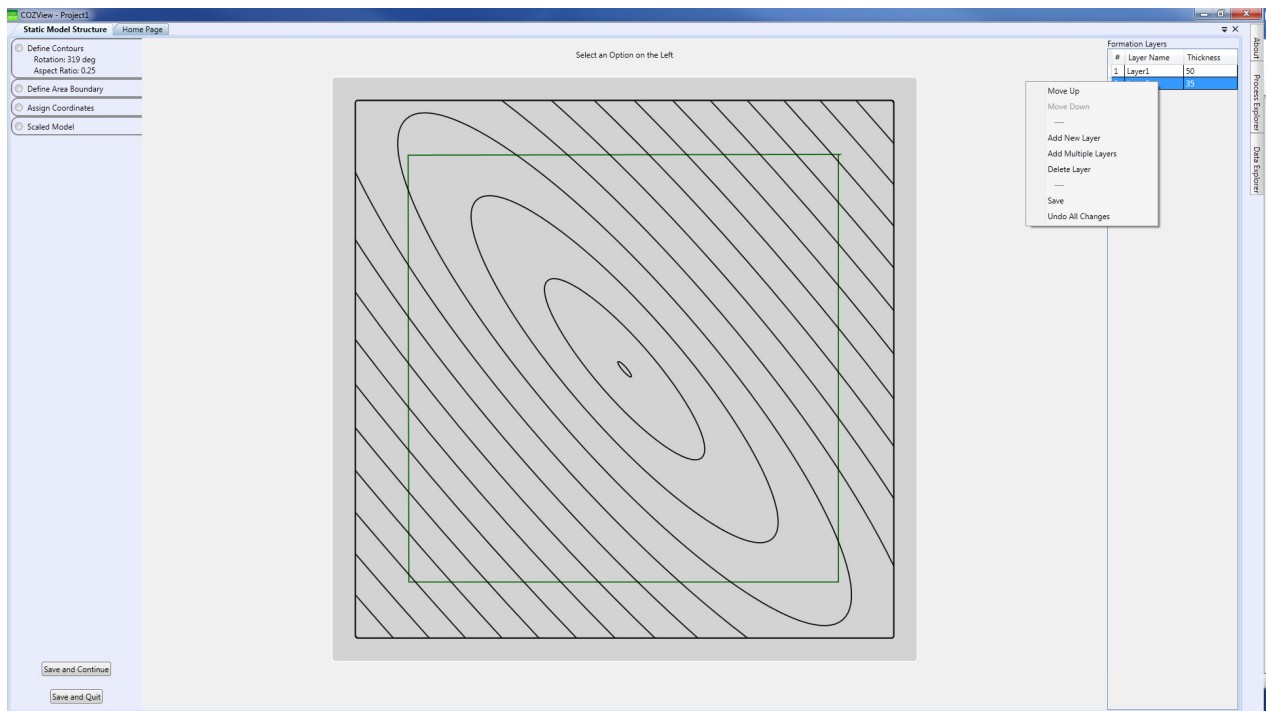 COZView - Project1
Static Model Structure Home Page
Define Contours
Rotation: 319 deg
Aspect Ratio: 0.25
Define Area Boundary
Assign Coordinates
Scaled Model
Save and Continue
Save and Quit
Select an Option on the Left
Formation Layers
# Layer Name Thickness
1 Layer1 50
35
Move Up
Move Down
Add New Layer
Add Multiple Layers
Delete Layer
Save
Undo All Changes
About
Process Explorer
Data Explorer